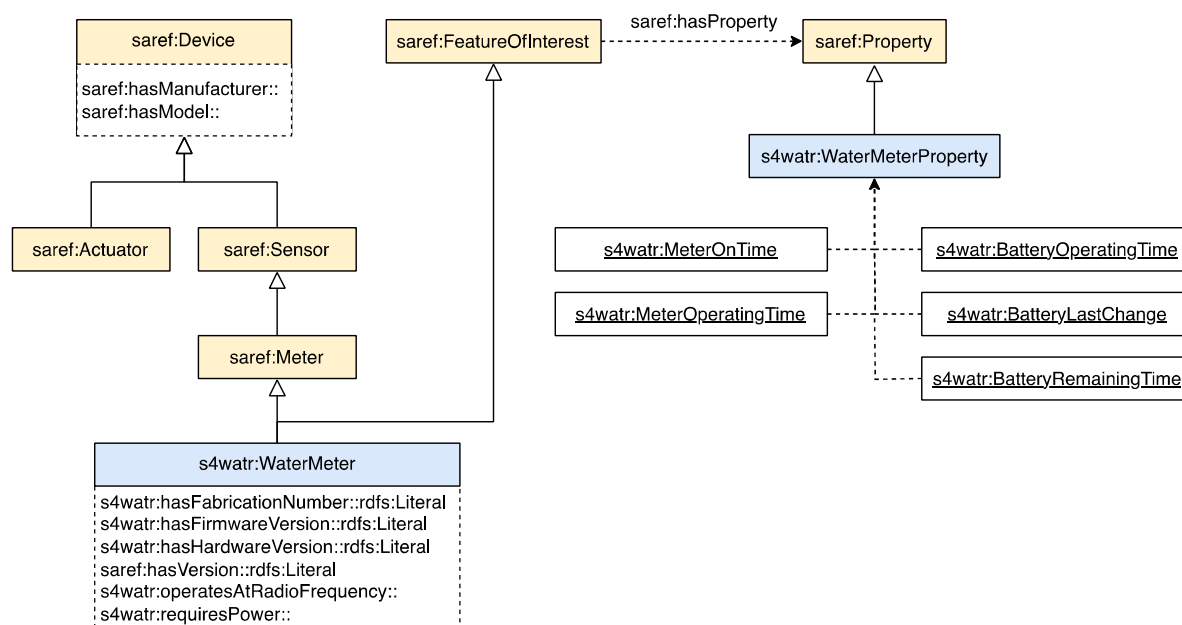 saref:Device
saref:hasManufacturer::
saref:hasModel::
saref:FeatureOfInterest
saref:hasProperty
saref:Property
s4watr:WaterMeterProperty
saref:Actuator
saref:Sensor
s4watr:MeterOnTime
s4watr:BatteryOperatingTime
s4watr:MeterOperatingTime
s4watr:BatteryLastChange
saref:Meter
s4watr:BatteryRemainingTime
s4watr:WaterMeter
s4watr:hasFabricationNumber::rdfs:Literal
s4watr:hasFirmwareVersion::rdfs:Literal
s4watr:hasHardwareVersion::rdfs:Literal
saref:hasVersion::rdfs:Literal
s4watr:operatesAtRadioFrequency::
s4watr:requiresPower::